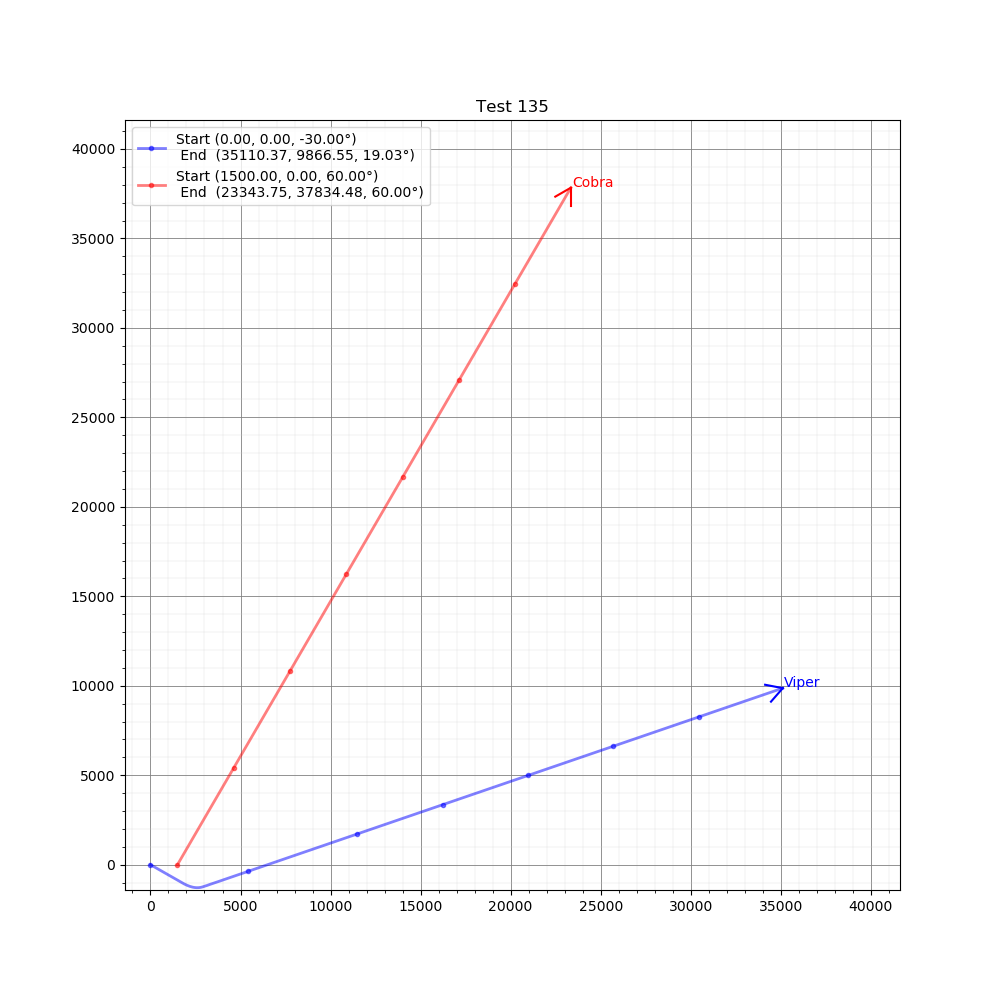 Test 135
Start (0.00, 0.00, -30.00°)
End (35110.37, 9866.55, 19.03°)
Start (1500.00, 0.00, 60.00°)
End (23343.75, 37834.48, 60.00°)
40000
35000
30000
25000
20000
15000
10000
5000
0
Cobra
Viper
0 5000 10000 15000 20000 25000 30000 35000 40000